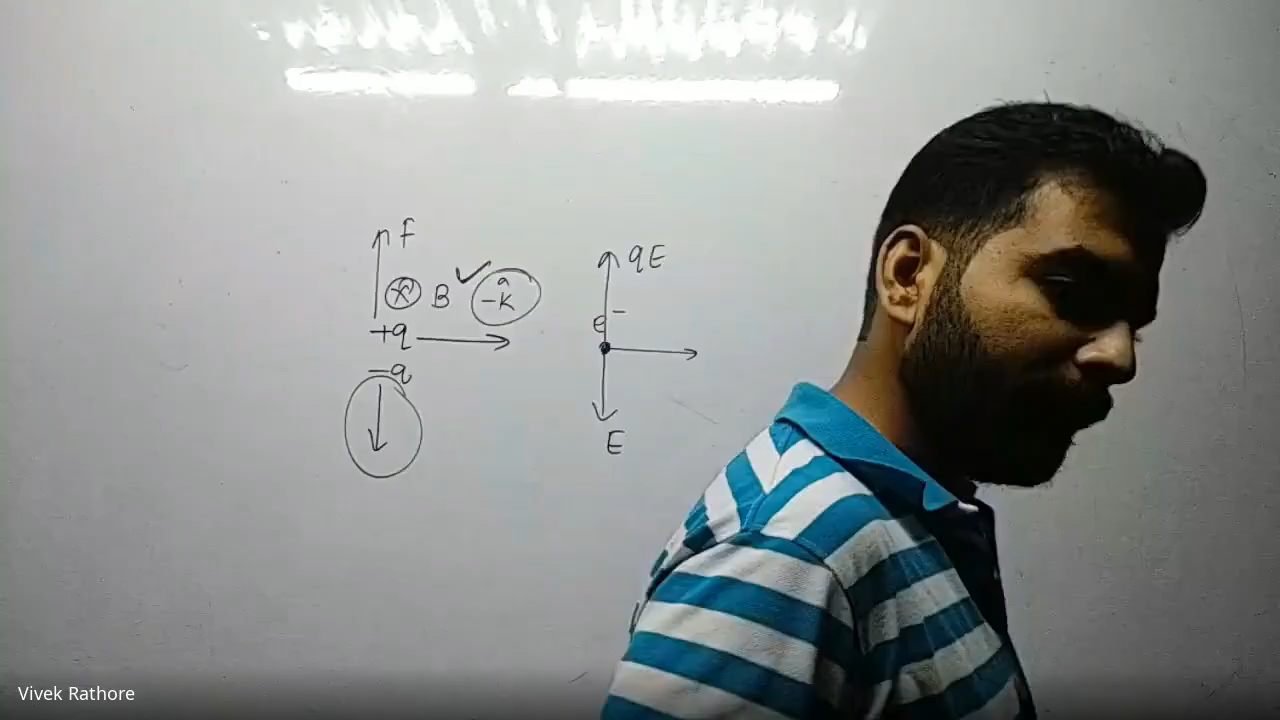 F
B ✓ -k̂
⊗
+q
-q
qE
e-
E
Vivek Rathore